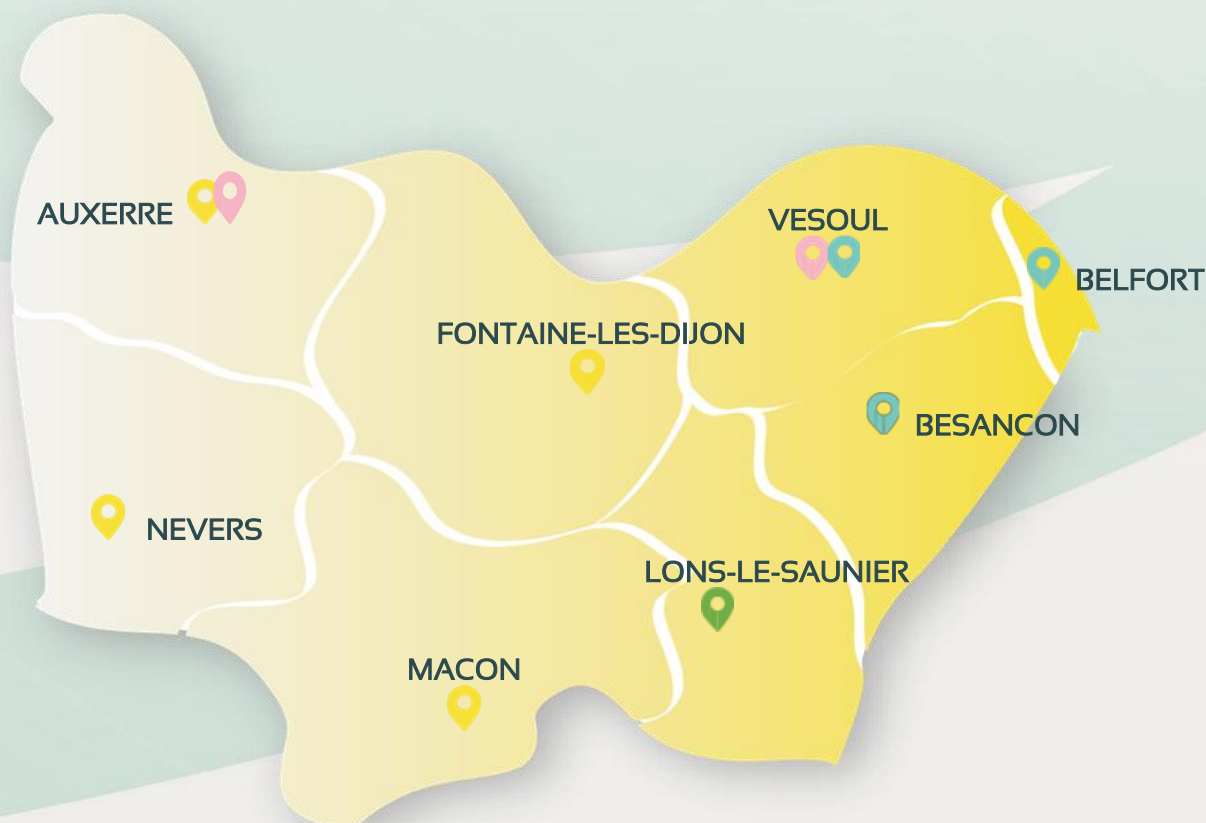 AUXERRE
VESOUL
BELFORT
FONTAINE-LES-DIJON
BESANCON
NEVERS
LONS-LE-SAUNIER
MACON